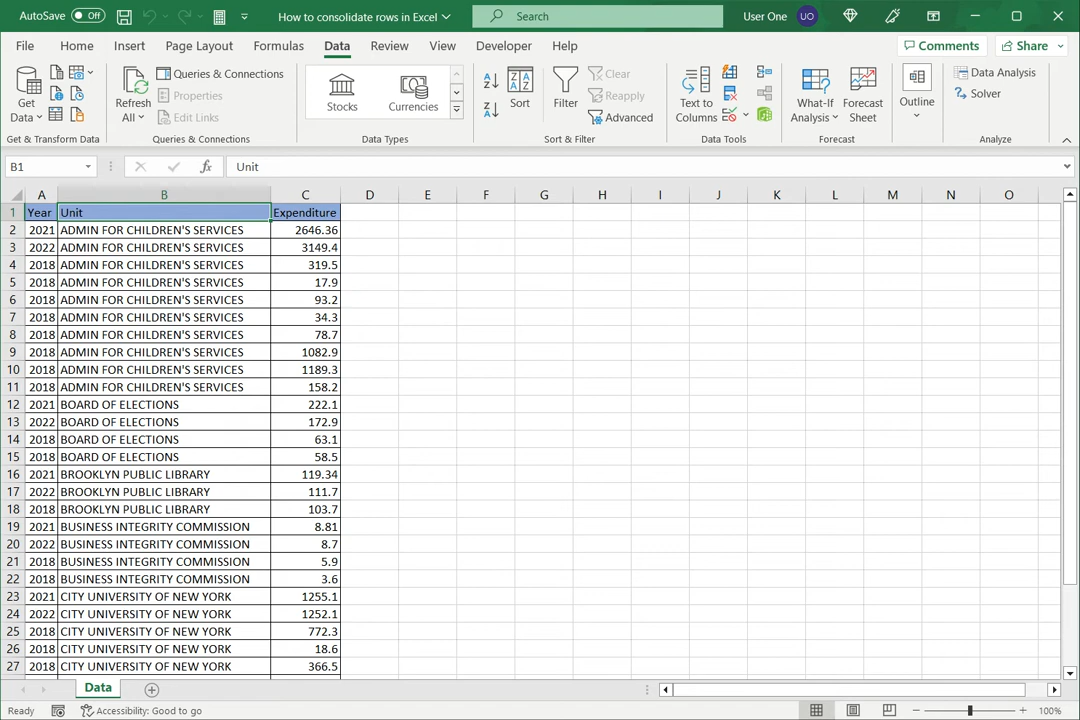 AutoSave Off How to consolidate rows in Excel Search User One UO
File Home Insert Page Layout Formulas Data Review View Developer Help Comments Share
Get Data Refresh All Queries & Connections Properties Edit Links Stocks Currencies Sort Filter Clear Reapply Advanced Text to Columns What-If Analysis Forecast Sheet Outline Data Analysis Solver
Get & Transform Data Queries & Connections Data Types Sort & Filter Data Tools Forecast Analyze
B1 fx Unit
A B C D E F G H I J K L M N O
1 Year Unit Expenditure
2 2021 ADMIN FOR CHILDREN'S SERVICES 2646.36
3 2022 ADMIN FOR CHILDREN'S SERVICES 3149.4
4 2018 ADMIN FOR CHILDREN'S SERVICES 319.5
5 2018 ADMIN FOR CHILDREN'S SERVICES 17.9
6 2018 ADMIN FOR CHILDREN'S SERVICES 93.2
7 2018 ADMIN FOR CHILDREN'S SERVICES 34.3
8 2018 ADMIN FOR CHILDREN'S SERVICES 78.7
9 2018 ADMIN FOR CHILDREN'S SERVICES 1082.9
10 2018 ADMIN FOR CHILDREN'S SERVICES 1189.3
11 2018 ADMIN FOR CHILDREN'S SERVICES 158.2
12 2021 BOARD OF ELECTIONS 222.1
13 2022 BOARD OF ELECTIONS 172.9
14 2018 BOARD OF ELECTIONS 63.1
15 2018 BOARD OF ELECTIONS 58.5
16 2021 BROOKLYN PUBLIC LIBRARY 119.34
17 2022 BROOKLYN PUBLIC LIBRARY 111.7
18 2018 BROOKLYN PUBLIC LIBRARY 103.7
19 2021 BUSINESS INTEGRITY COMMISSION 8.81
20 2022 BUSINESS INTEGRITY COMMISSION 8.7
21 2018 BUSINESS INTEGRITY COMMISSION 5.9
22 2018 BUSINESS INTEGRITY COMMISSION 3.6
23 2021 CITY UNIVERSITY OF NEW YORK 1255.1
24 2022 CITY UNIVERSITY OF NEW YORK 1252.1
25 2018 CITY UNIVERSITY OF NEW YORK 772.3
26 2018 CITY UNIVERSITY OF NEW YORK 18.6
27 2018 CITY UNIVERSITY OF NEW YORK 366.5
Data
Ready Accessibility: Good to go 100%